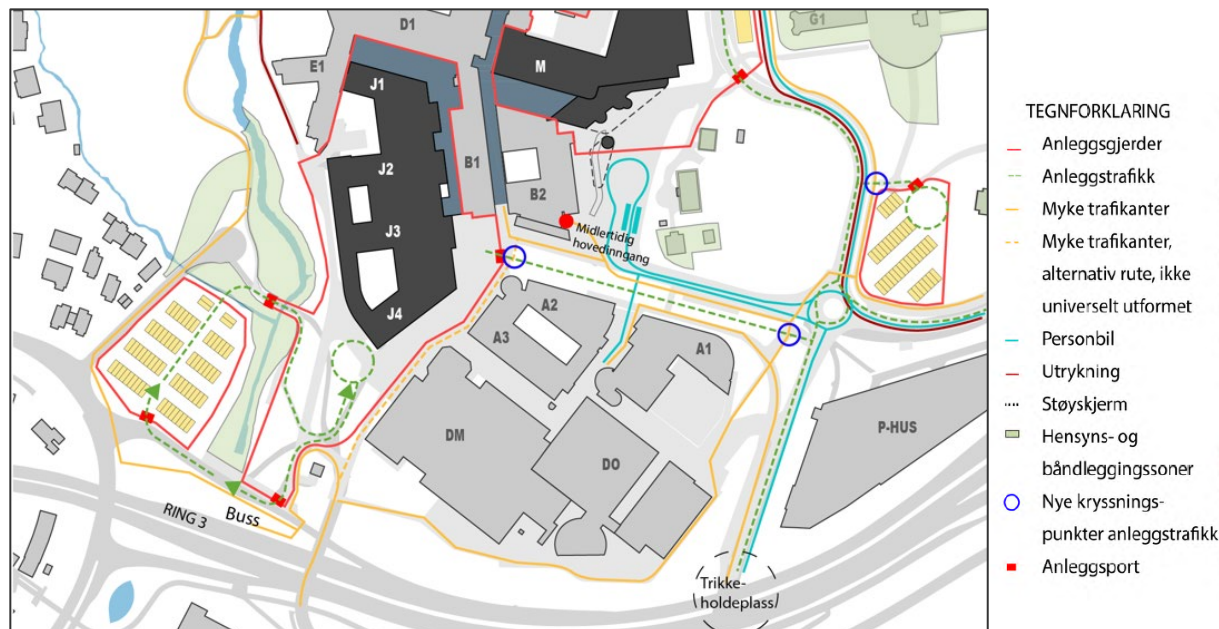 D1
G1
E1
J1
M
J2
B1
B2
J3
Midlertidig
hovedinngang
J4
A2
A3
A1
DM
DO
P-HUS
RING 3
Buss
Trikke-
holdeplass
TEGNFORKLARING
Anleggsgjerder
Anleggstrafikk
Myke trafikanter
Myke trafikanter,
alternativ rute, ikke
universelt utformet
Personbil
Utrykning
Støyskjerm
Hensyns- og
båndleggingssoner
Nye kryssnings-
punkter anleggstrafikk
Anleggsport